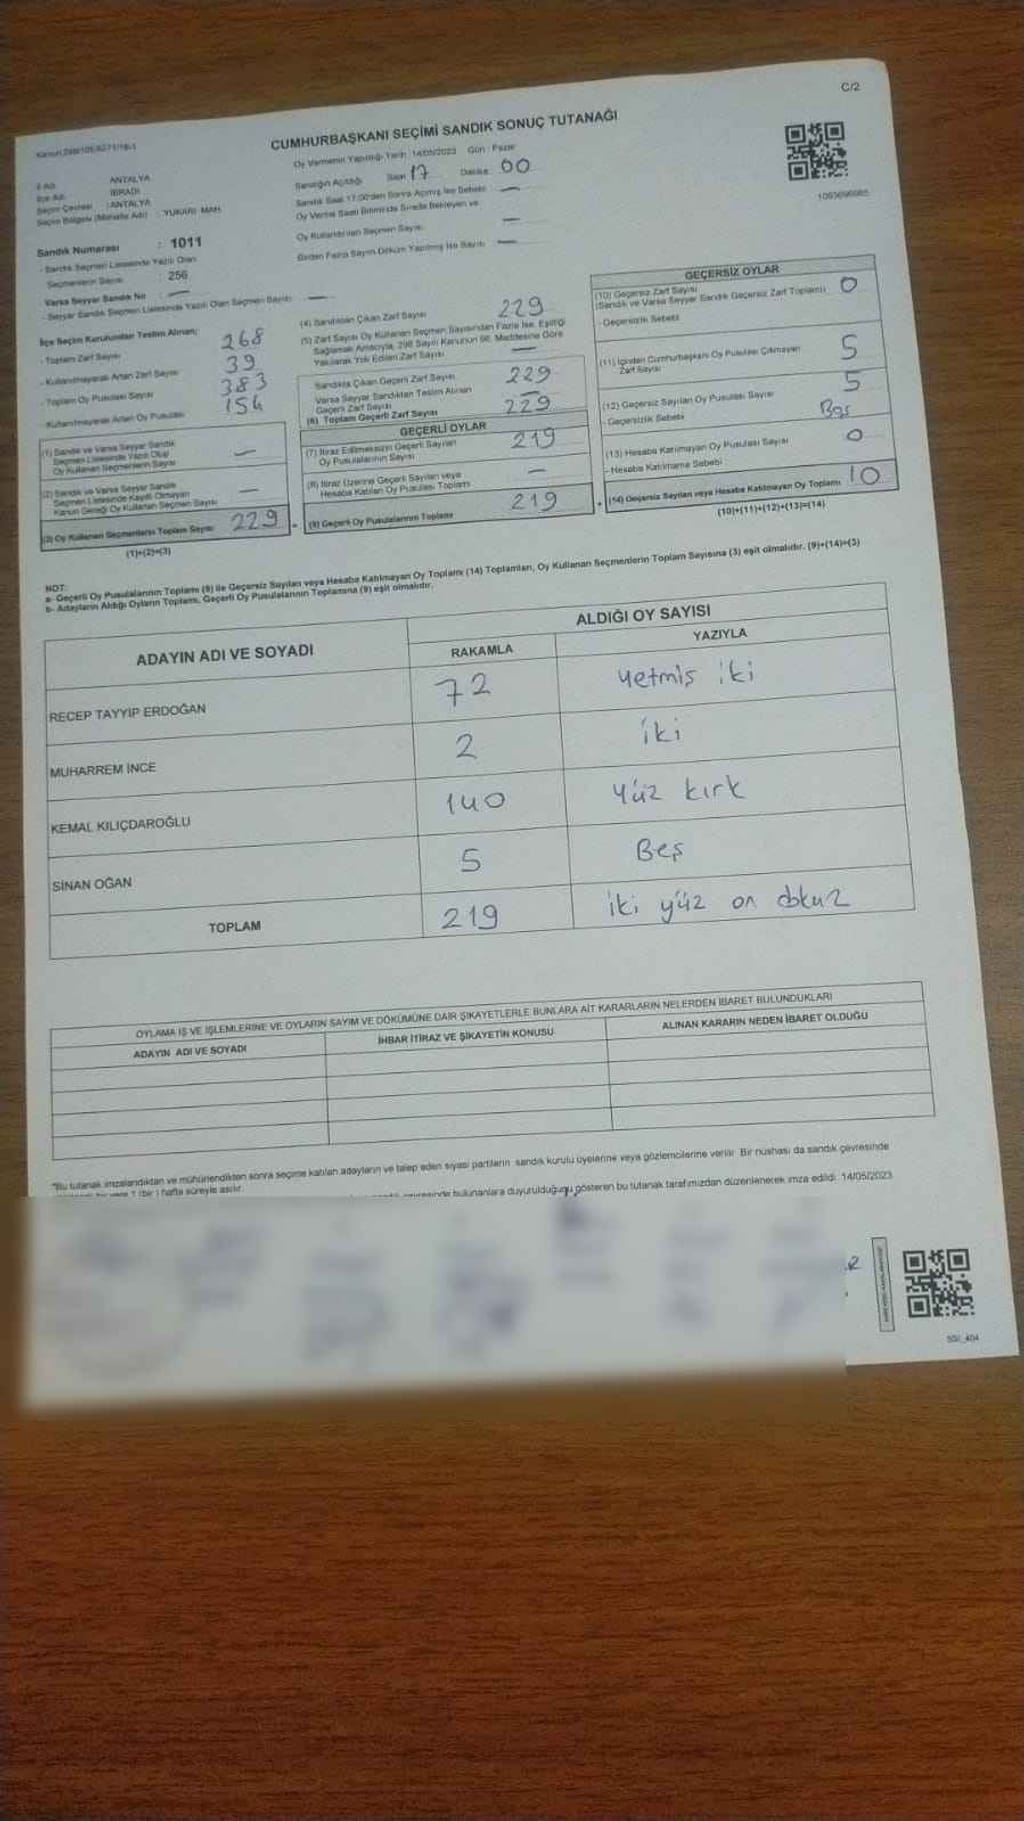 C/2
CUMHURBAŞKANI SEÇİMİ SANDIK SONUÇ TUTANAĞI
Oy Vermenin Yapıldığı Tarih 14/05/2023 Gün: Pazar
Sandığın Açıldığı Saat 17 Dakika 00
Sandık Saat 17:00'den Sonra Açılmış İse Sebebi —
Oy Verme Saati Bitiminde Sırada Bekleyen ve
Oy Kullandırılan Seçmen Sayısı —
Birden Fazla Sayım Döküm Yapılmış İse Sayısı —
İl Adı ANTALYA
İlçe Adı İBRADI
Seçim Çevresi : ANTALYA
Seçim Bölgesi (Mahalle Adı) : YUKARI MAH
Sandık Numarası : 1011
- Sandık Seçmen Listesinde Yazılı Olan
Seçmenlerin Sayısı : 256
Varsa Seyyar Sandık No : —
- Seyyar Sandık Seçmen Listesinde Yazılı Olan Seçmen Sayısı —
İlçe Seçim Kurulundan Teslim Alınan;
- Toplam Zarf Sayısı 268
- Kullanılmayarak Artan Zarf Sayısı 39
- Toplam Oy Pusulası Sayısı 383
- Kullanılmayarak Artan Oy Pusulası 154
(1) Sandık ve Varsa Seyyar Sandık
Seçmen Listesinde Yazılı Olup
Oy Kullanan Seçmenlerin Sayısı —
(2) Sandık ve Varsa Seyyar Sandık
Seçmen Listesinde Kayıtlı Olmayan
Kanun Gereği Oy Kullanan Seçmen Sayısı —
(3) Oy Kullanan Seçmenlerin Toplam Sayısı 229
(1)+(2)=(3)
(4) Sandıktan Çıkan Zarf Sayısı 229
(5) Zarf Sayısı Oy Kullanan Seçmen Sayısından Fazla İse, Eşitliği
Sağlamak Amacıyla, 298 Sayılı Kanunun 98. Maddesine Göre
Yakılarak Yok Edilen Zarf Sayısı —
Sandıkta Çıkan Geçerli Zarf Sayısı 229
Varsa Seyyar Sandıktan Teslim Alınan
Geçerli Zarf Sayısı —
(6) Toplam Geçerli Zarf Sayısı 229
GEÇERLİ OYLAR
(7) İtiraz Edilmeksizin Geçerli Sayılan
Oy Pusulalarının Sayısı 219
(8) İtiraz Üzerine Geçerli Sayılan veya
Hesaba Katılan Oy Pusulası Toplamı —
(9) Geçerli Oy Pusulalarının Toplamı 219
1093696985
GEÇERSİZ OYLAR
(10) Geçersiz Zarf Sayısı
(Sandık ve Varsa Seyyar Sandık Geçersiz Zarf Toplamı) 0
- Geçersizlik Sebebi
(11) İçinden Cumhurbaşkanı Oy Pusulası Çıkmayan
Zarf Sayısı 5
(12) Geçersiz Sayılan Oy Pusulası Sayısı 5
- Geçersizlik Sebebi
(13) Hesaba Katılmayan Oy Pusulası Sayısı 0
- Hesaba Katılmama Sebebi
(14) Geçersiz Sayılan veya Hesaba Katılmayan Oy Toplamı 10
(10)+(11)+(12)+(13)=(14)
NOT:
a- Geçerli Oy Pusulalarının Toplamı (9) ile Geçersiz Sayılan veya Hesaba Katılmayan Oy Toplamı (14) Toplamları, Oy Kullanan Seçmenlerin Toplam Sayısına (3) eşit olmalıdır. (9)+(14)=(3)
b- Adayların Aldığı Oyların Toplamı, Geçerli Oy Pusulalarının Toplamına (9) eşit olmalıdır.
ADAYIN ADI VE SOYADI
ALDIĞI OY SAYISI
RAKAMLA YAZIYLA
RECEP TAYYİP ERDOĞAN 72 yetmiş iki
MUHARREM İNCE 2 iki
KEMAL KILIÇDAROĞLU 140 yüz kırk
SİNAN OĞAN 5 Beş
TOPLAM 219 iki yüz on dokuz
OYLAMA İŞ VE İŞLEMLERİNE VE OYLARIN SAYIM VE DÖKÜMÜNE DAİR ŞİKAYETLERLE BUNLARA AİT KARARLARIN NELERDEN İBARET BULUNDUKLARI
ADAYIN ADI VE SOYADI İHBAR İTİRAZ VE ŞİKAYETİN KONUSU ALINAN KARARIN NEDEN İBARET OLDUĞU
"Bu tutanak imzalandıktan ve mühürlendikten sonra seçime katılan adayların ve talep eden siyasi partilerin sandık kurulu üyelerine veya gözlemcilerine verilir. Bir nüshası da sandık çevresinde
1 (bir) hafta süreyle asılır.
bulunanlara duyurulduğunu gösteren bu tutanak tarafımızdan düzenlenerek imza edildi. 14/05/2023